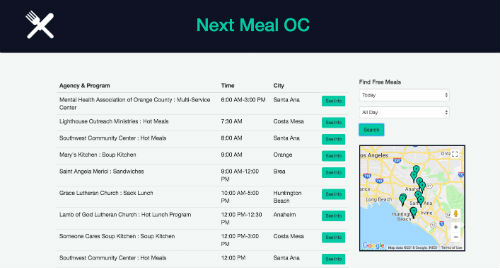 Next Meal OC
Agency & Program Time City
Find Free Meals
Mental Health Association of Orange County : Multi-Service Center 6:00 AM-3:00 PM Santa Ana See Info
Today
Lighthouse Outreach Ministries : Hot Meals 7:30 AM Costa Mesa See Info
All Day
Southwest Community Center : Hot Meals 8:00 AM Santa Ana See Info
Search
Mary's Kitchen : Soup Kitchen 9:00 AM Orange See Info
Saint Angela Merici : Sandwiches 9:00 AM-12:00 PM Brea See Info
Grace Lutheran Church : Sack Lunch 10:00 AM-5:00 PM Huntington Beach See Info
Lamb of God Lutheran Church : Hot Lunch Program 12:00 PM-12:30 PM Anaheim See Info
Someone Cares Soup Kitchen : Soup Kitchen 12:00 PM-3:00 PM Costa Mesa See Info
Southwest Community Center : Hot Meals 12:00 PM Santa Ana See Info
os Angeles
Long Beach
Santa Ana
Huntington
Google
Map data ©2018 Google, INEGI Terms of Use